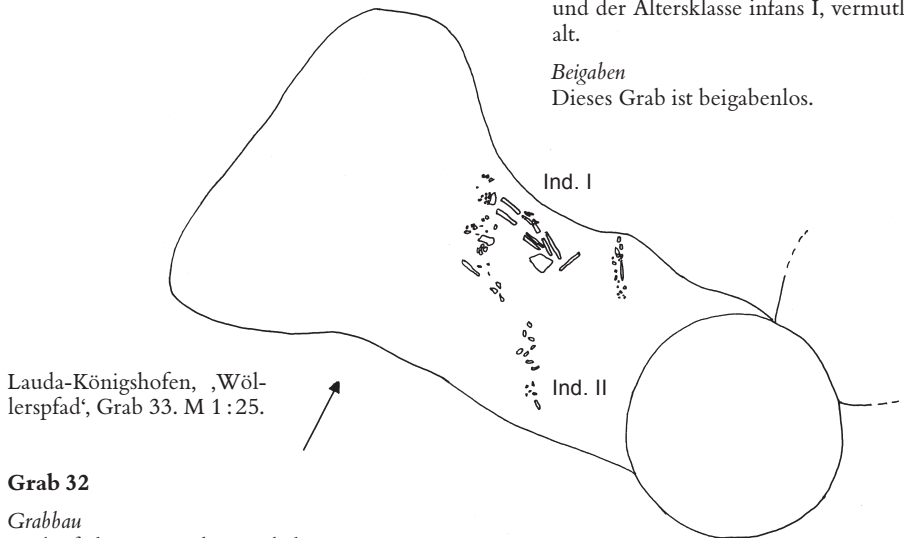 und der Altersklasse infans I,
alt.
Beigaben
Dieses Grab ist beigabenlos.
Ind. I
Ind. II
Lauda-Königshofen, ‚Wöl-
lerspfad‘, Grab 33. M 1:25.
Grab 32
Grabbau